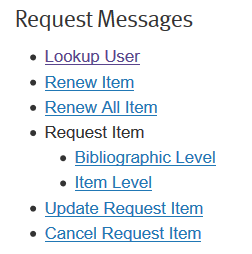 Request Messages
Lookup User
Renew Item
Renew All Item
Request Item
Bibliographic Level
Item Level
Update Request Item
Cancel Request Item